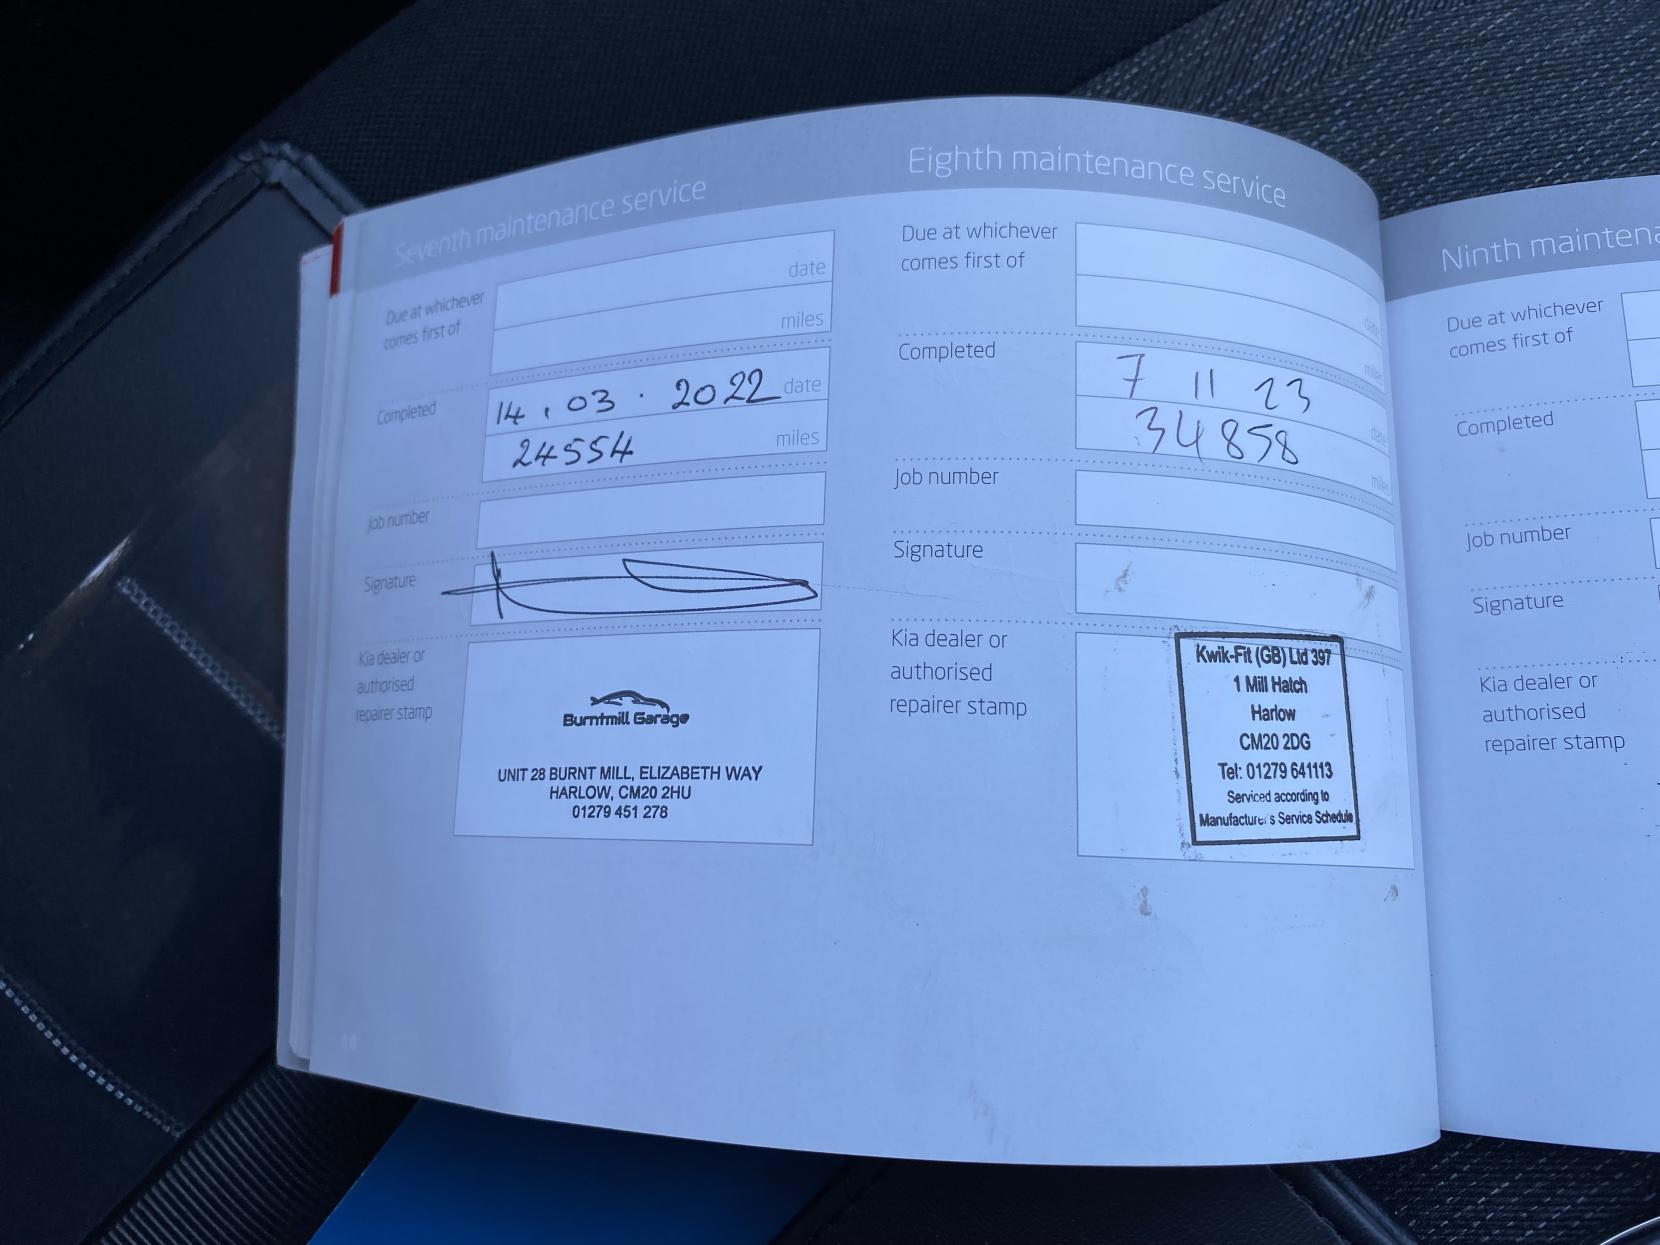 Seventh maintenance service
Due at whichever
comes first of
date
miles
Completed
14.03.2022 date
24554 miles
Job number
Signature
Kia dealer or
authorised
repairer stamp
Burntmill Garage
UNIT 28 BURNT MILL, ELIZABETH WAY
HARLOW, CM20 2HU
01279 451 278
Eighth maintenance service
Due at whichever
comes first of
date
miles
Completed
7 11 23
date
34858
miles
Job number
Signature
Kia dealer or
authorised
repairer stamp
Kwik-Fit (GB) Ltd 397
1 Mill Hatch
Harlow
CM20 2DG
Tel: 01279 641113
Serviced according to
Manufacturer's Service Schedule
Ninth maintena
Due at whichever
comes first of
Completed
Job number
Signature
Kia dealer or
authorised
repairer stamp